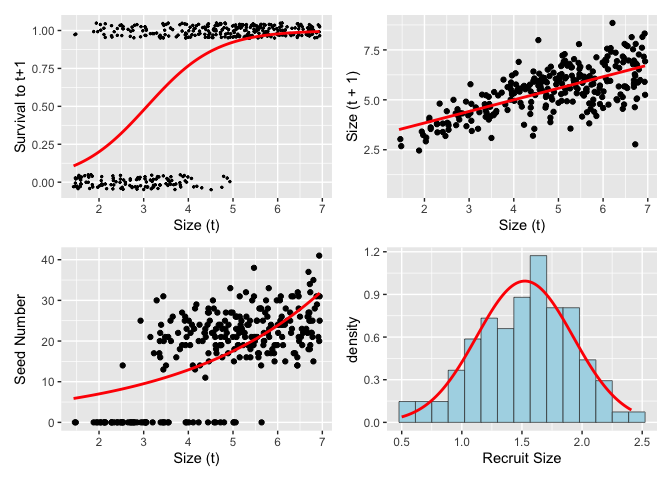 1.00
0.75
0.50
0.25
0.00
Survival to t+1
2 3 4 5 6 7
Size (t)
7.5
5.0
2.5
Size (t + 1)
2 3 4 5 6 7
Size (t)
40
30
20
10
0
Seed Number
2 3 4 5 6 7
Size (t)
1.2
0.9
0.6
0.3
0.0
density
0.5 1.0 1.5 2.0 2.5
Recruit Size